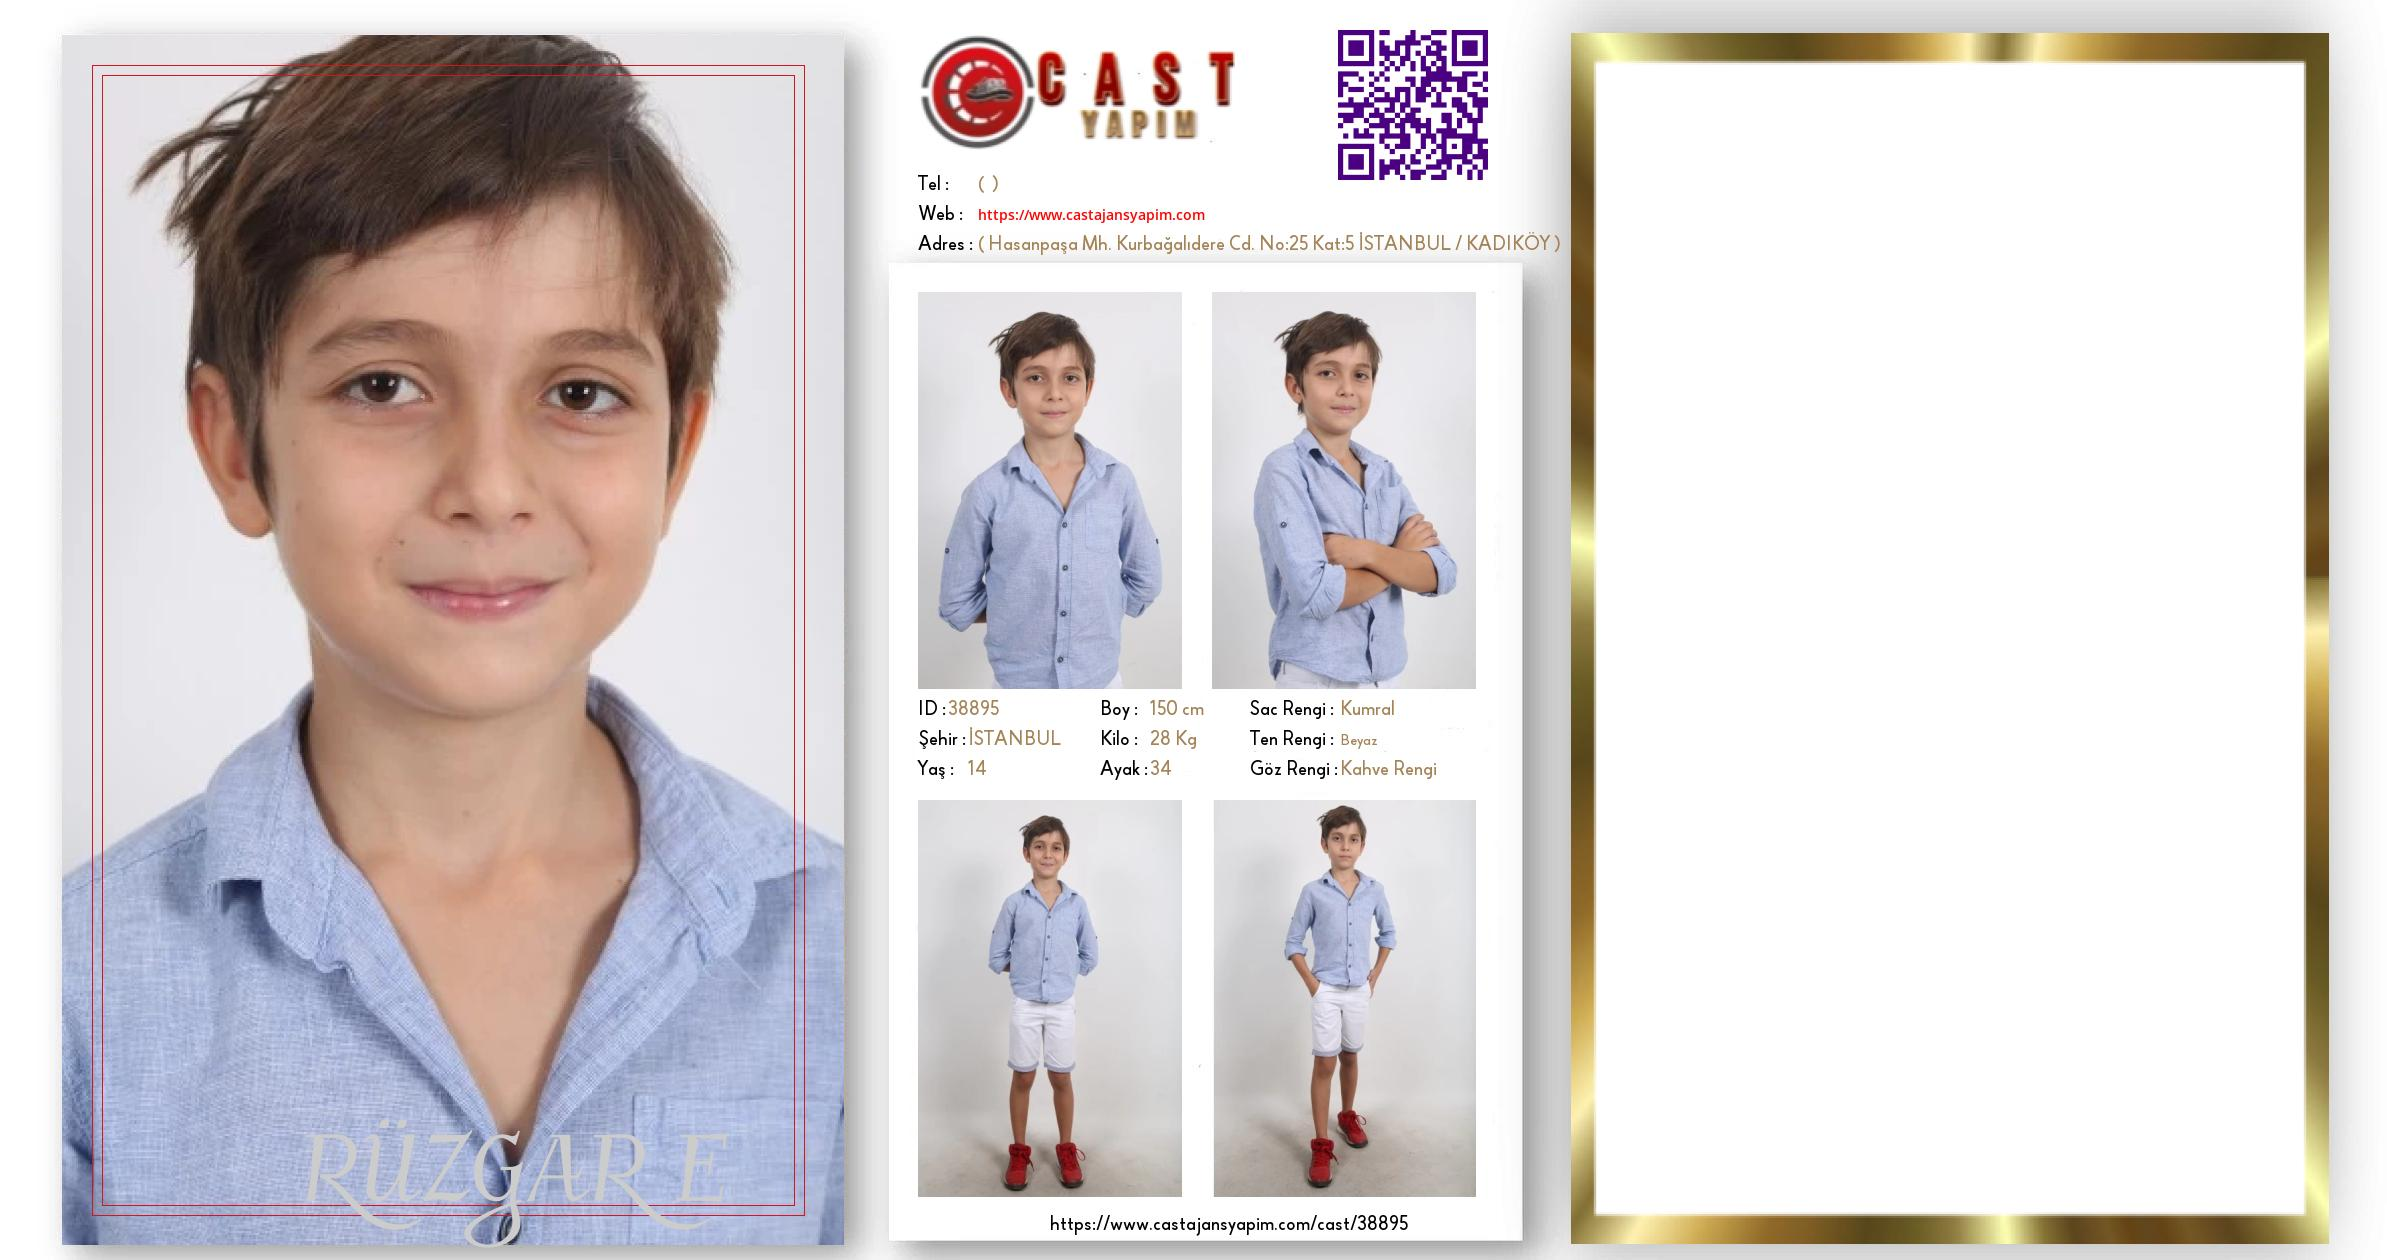 RÜZGAR E
CAST
YAPIM
Tel : ( )
Web : https://www.castajansyapim.com
Adres : ( Hasanpaşa Mh. Kurbağalıdere Cd. No:25 Kat:5 İSTANBUL / KADIKÖY )
ID : 38895 Boy : 150 cm Sac Rengi : Kumral
Şehir : İSTANBUL Kilo : 28 Kg Ten Rengi : Beyaz
Yaş : 14 Ayak : 34 Göz Rengi : Kahve Rengi
https://www.castajansyapim.com/cast/38895